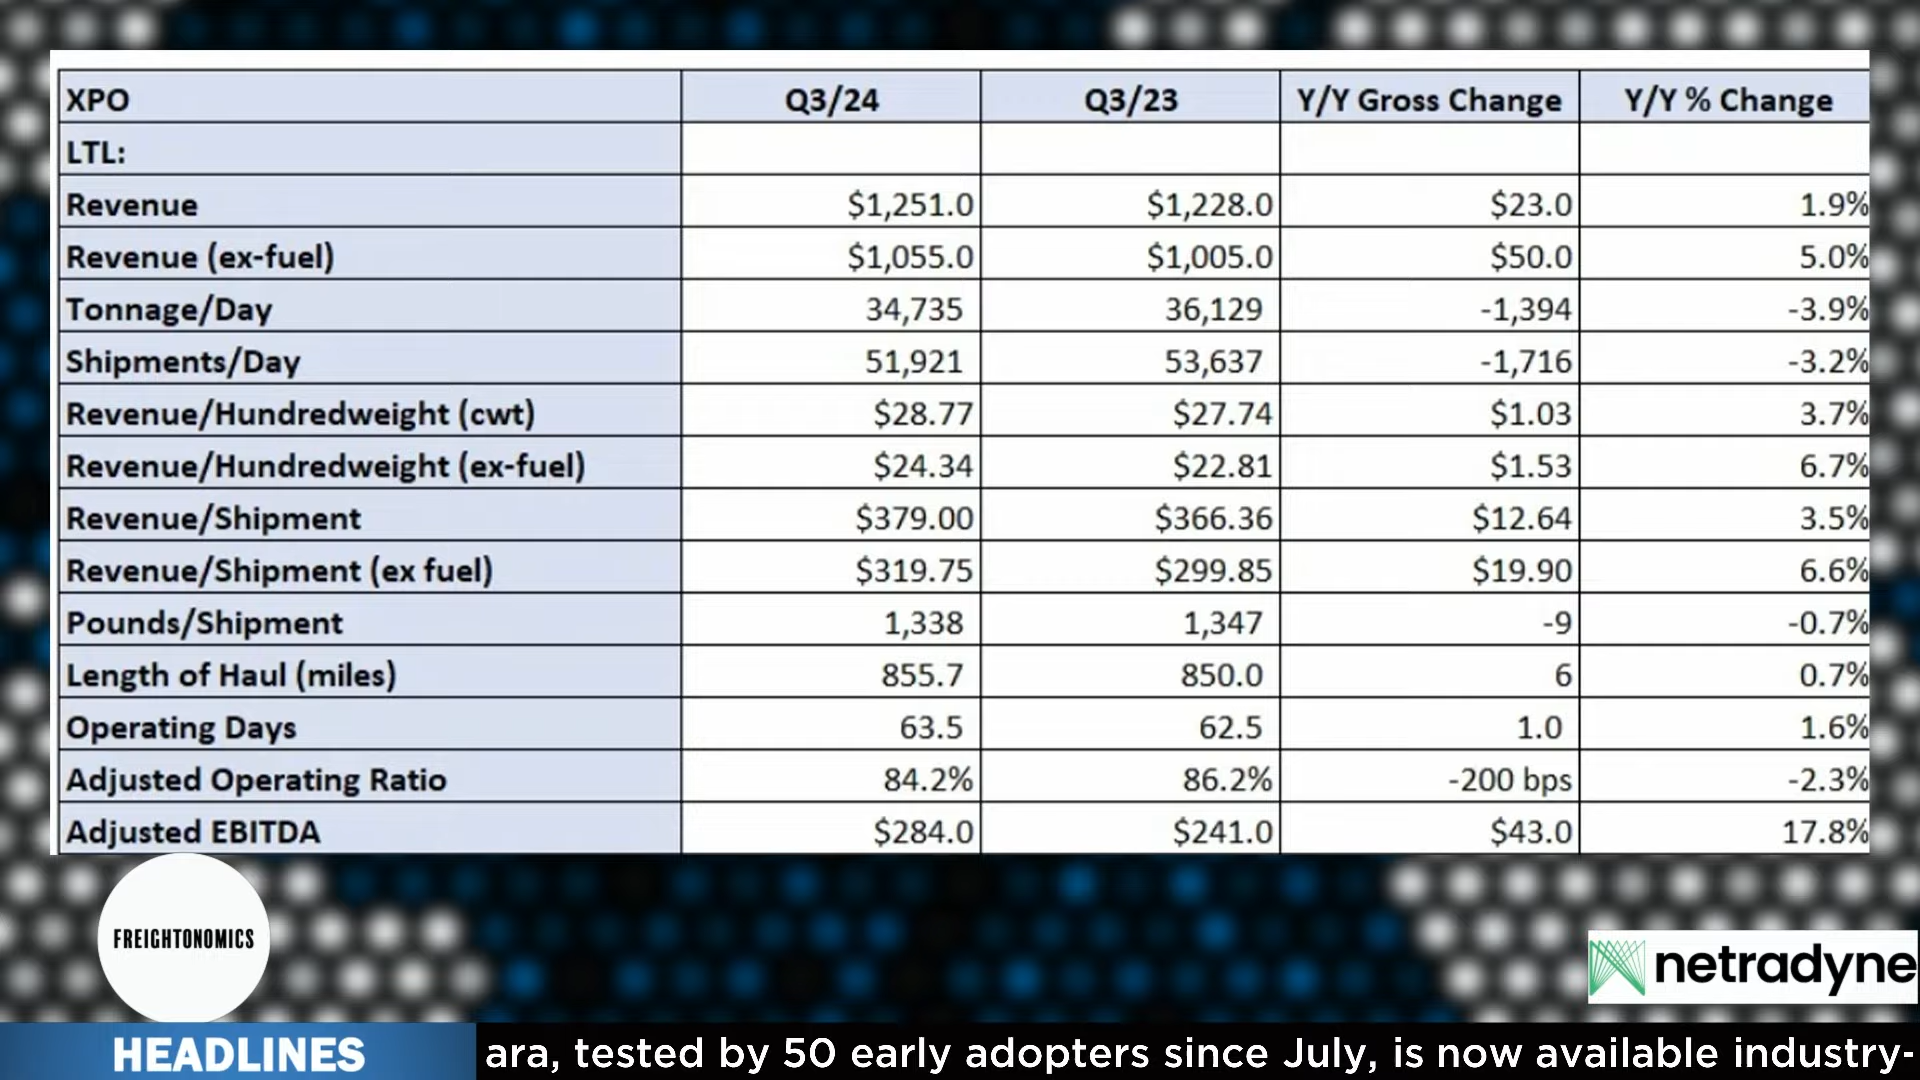 XPO Q3/24 Q3/23 Y/Y Gross Change Y/Y % Change
LTL:
Revenue $1,251.0 $1,228.0 $23.0 1.9%
Revenue (ex-fuel) $1,055.0 $1,005.0 $50.0 5.0%
Tonnage/Day 34,735 36,129 -1,394 -3.9%
Shipments/Day 51,921 53,637 -1,716 -3.2%
Revenue/Hundredweight (cwt) $28.77 $27.74 $1.03 3.7%
Revenue/Hundredweight (ex-fuel) $24.34 $22.81 $1.53 6.7%
Revenue/Shipment $379.00 $366.36 $12.64 3.5%
Revenue/Shipment (ex fuel) $319.75 $299.85 $19.90 6.6%
Pounds/Shipment 1,338 1,347 -9 -0.7%
Length of Haul (miles) 855.7 850.0 6 0.7%
Operating Days 63.5 62.5 1.0 1.6%
Adjusted Operating Ratio 84.2% 86.2% -200 bps -2.3%
Adjusted EBITDA $284.0 $241.0 $43.0 17.8%
FREIGHTONOMICS
netradyne
HEADLINES ara, tested by 50 early adopters since July, is now available industry-